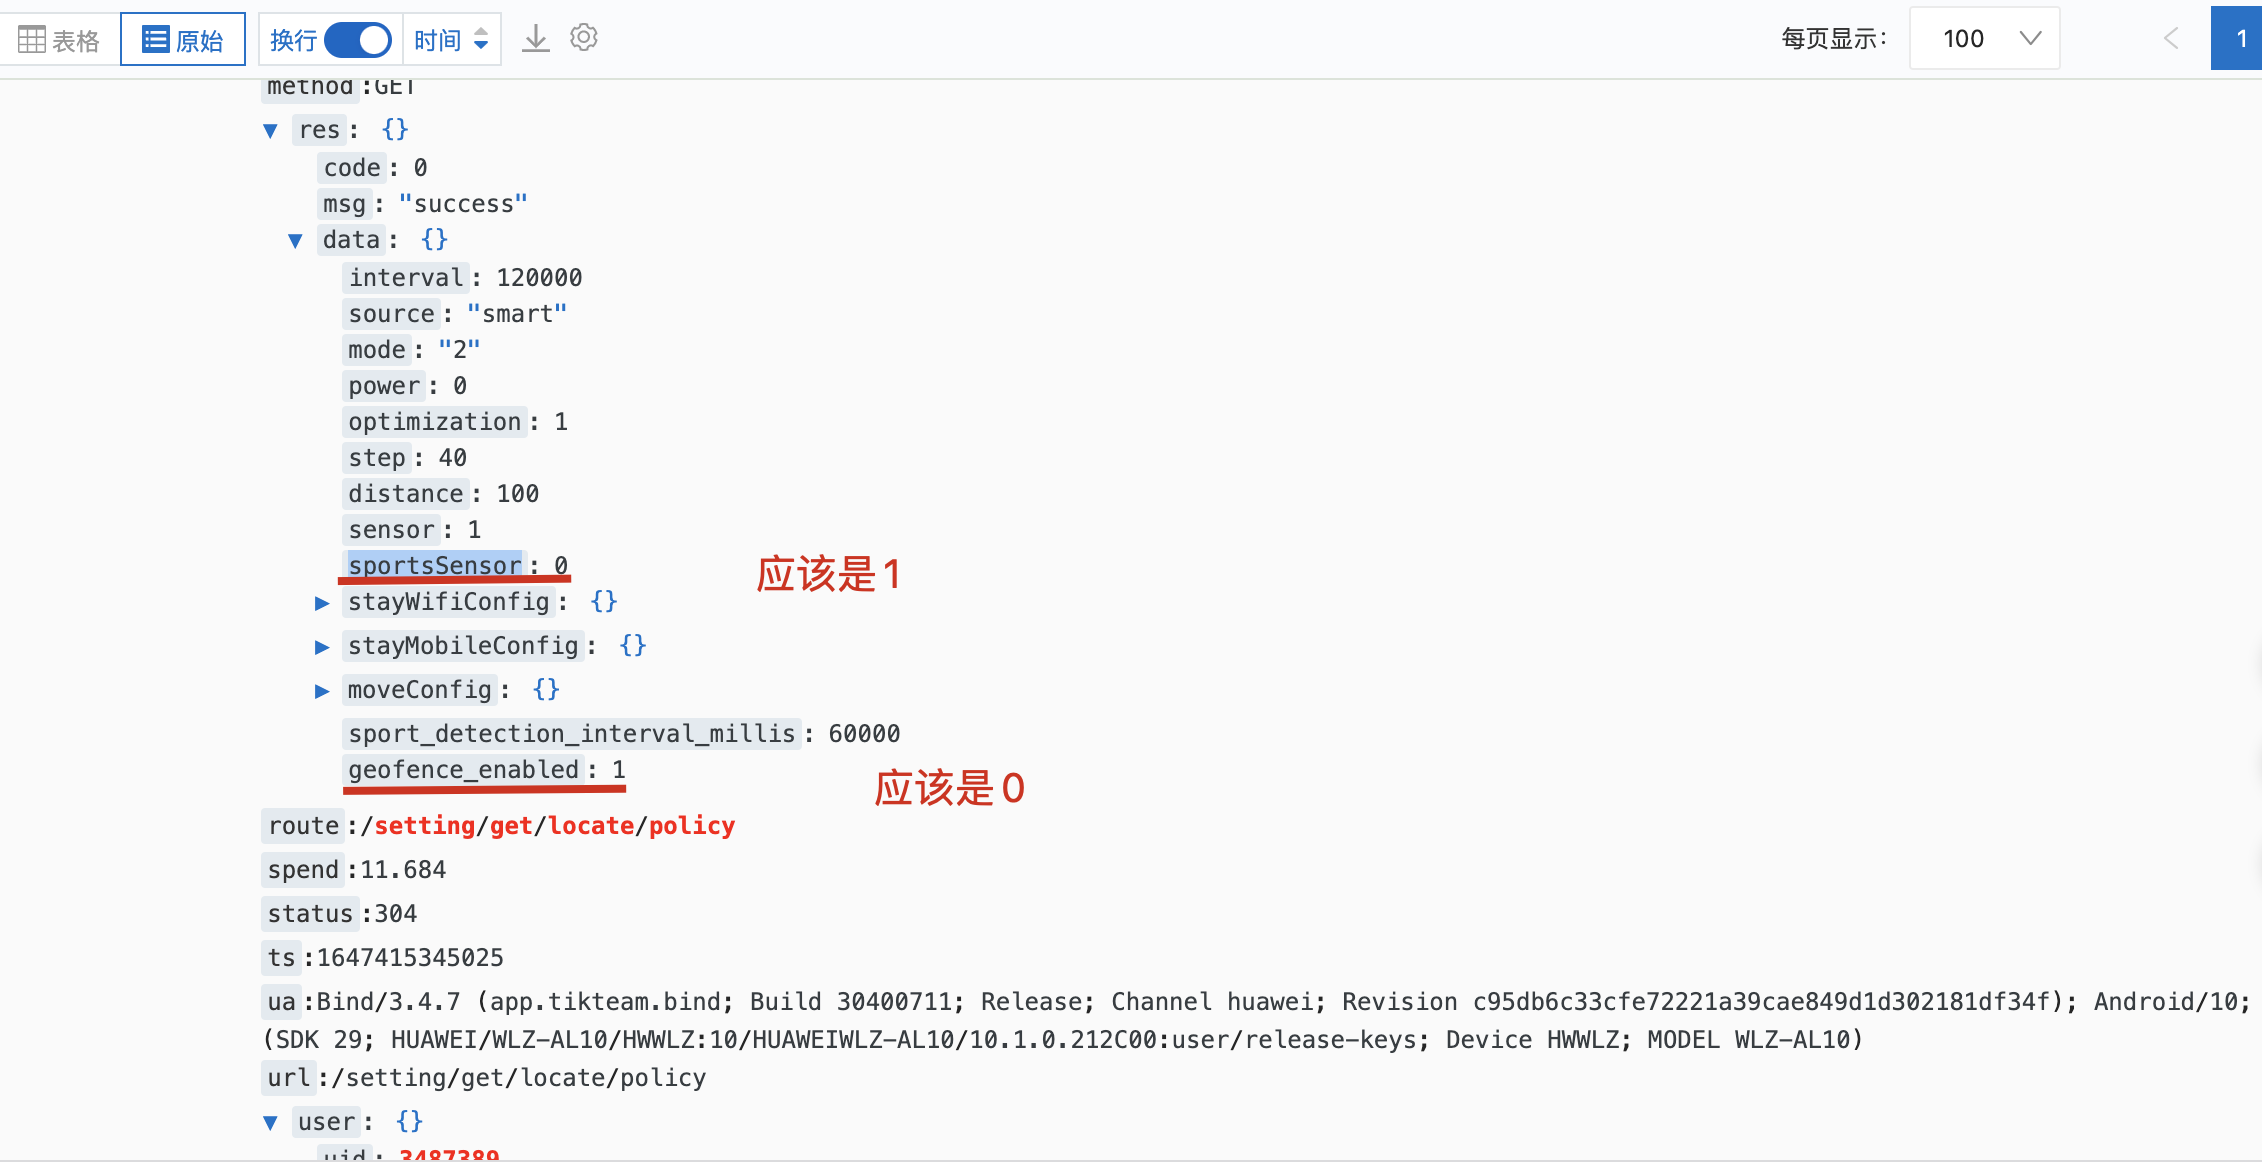 表格 原始 换行 时间 每页显示： 100 1
method:GET
res: {}
code: 0
msg: "success"
data: {}
interval: 120000
source: "smart"
mode: "2"
power: 0
optimization: 1
step: 40
distance: 100
sensor: 1
sportsSensor: 0 应该是1
stayWifiConfig: {}
stayMobileConfig: {}
moveConfig: {}
sport_detection_interval_millis: 60000
geofence_enabled: 1 应该是0
route:/setting/get/locate/policy
spend:11.684
status:304
ts:1647415345025
ua:Bind/3.4.7 (app.tikteam.bind; Build 30400711; Release; Channel huawei; Revision c95db6c33cfe72221a39cae849d1d302181df34f); Android/10;
(SDK 29; HUAWEI/WLZ-AL10/HWWLZ:10/HUAWEIWLZ-AL10/10.1.0.212C00:user/release-keys; Device HWWLZ; MODEL WLZ-AL10)
url:/setting/get/locate/policy
user: {}
uid: 3487389